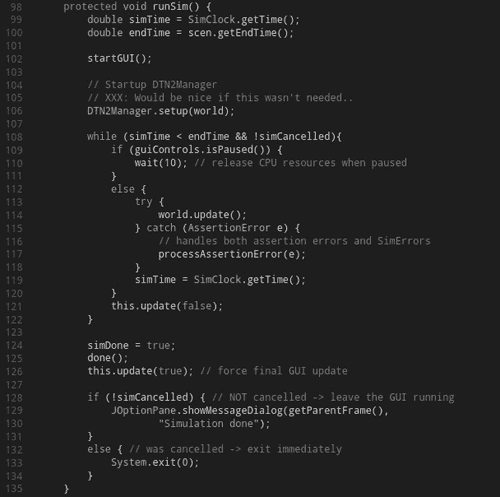 98 protected void runSim() {
99 double simTime = SimClock.getTime();
100 double endTime = scen.getEndTime();
101
102 startGUI();
103
104 // Startup DTN2Manager
105 // XXX: Would be nice if this wasn't needed..
106 DTN2Manager.setup(world);
107
108 while (simTime < endTime && !simCancelled){
109 if (guiControls.isPaused()) {
110 wait(10); // release CPU resources when paused
111 }
112 else {
113 try {
114 world.update();
115 } catch (AssertionError e) {
116 // handles both assertion errors and SimErrors
117 processAssertionError(e);
118 }
119 simTime = SimClock.getTime();
120 }
121 this.update(false);
122 }
123
124 simDone = true;
125 done();
126 this.update(true); // force final GUI update
127
128 if (!simCancelled) { // NOT cancelled -> leave the GUI running
129 JOptionPane.showMessageDialog(getParentFrame(),
130 "Simulation done");
131 }
132 else { // was cancelled -> exit immediately
133 System.exit(0);
134 }
135 }